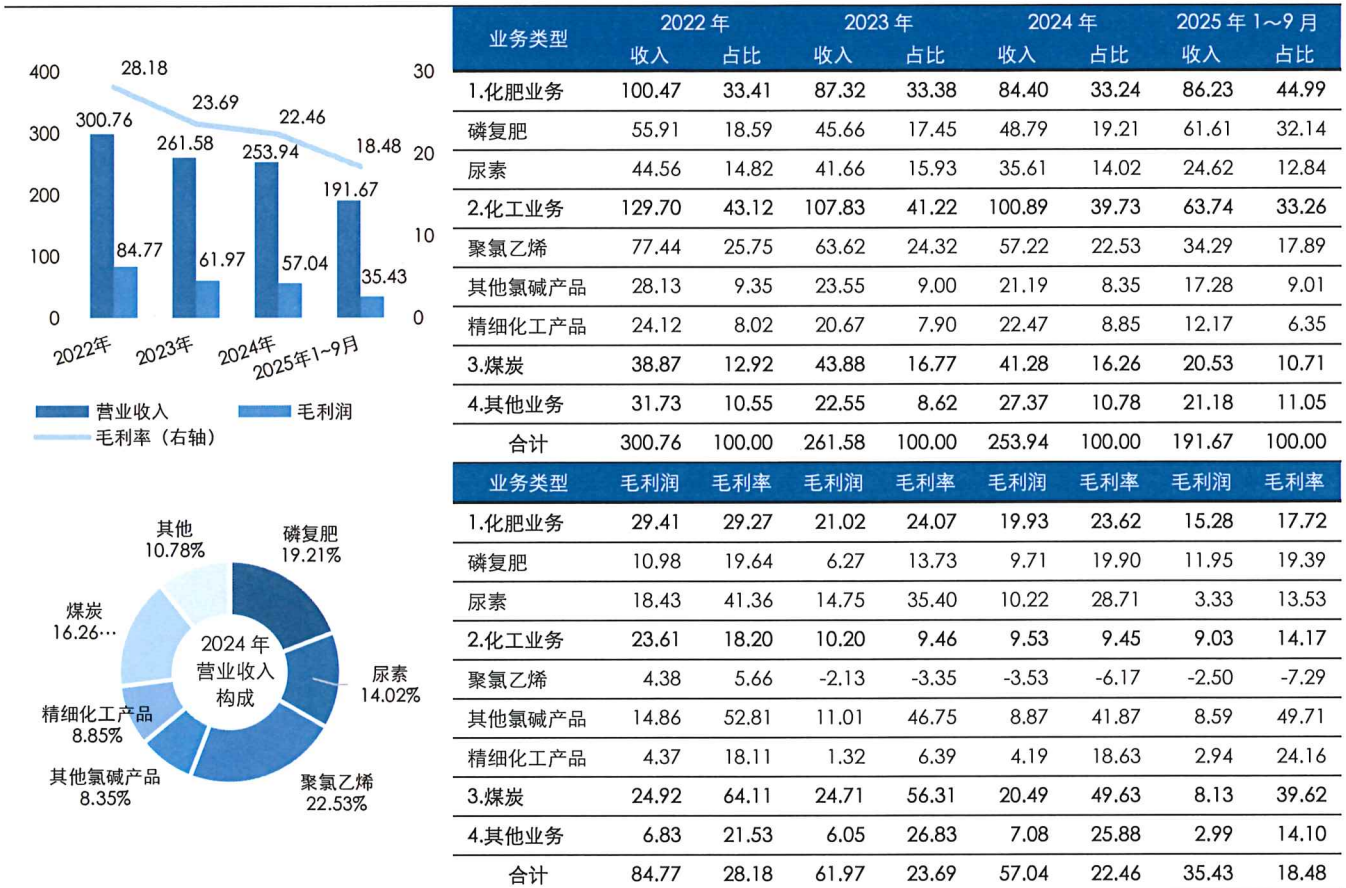 400
300
200
100
0
30
20
10
0
28.18
23.69
22.46
18.48
300.76
261.58
253.94
191.67
84.77
61.97
57.04
35.43
2022年
2023年
2024年
2025年1~9月
营业收入
毛利润
毛利率（右轴）
其他
10.78%
磷复肥
19.21%
煤炭
16.26…
2024 年
营业收入
构成
尿素
14.02%
精细化工产品
8.85%
其他氯碱产品
8.35%
聚氯乙烯
22.53%
业务类型 2022 年 2023 年 2024 年 2025 年 1～9 月
收入 占比 收入 占比 收入 占比 收入 占比
1.化肥业务 100.47 33.41 87.32 33.38 84.40 33.24 86.23 44.99
磷复肥 55.91 18.59 45.66 17.45 48.79 19.21 61.61 32.14
尿素 44.56 14.82 41.66 15.93 35.61 14.02 24.62 12.84
2.化工业务 129.70 43.12 107.83 41.22 100.89 39.73 63.74 33.26
聚氯乙烯 77.44 25.75 63.62 24.32 57.22 22.53 34.29 17.89
其他氯碱产品 28.13 9.35 23.55 9.00 21.19 8.35 17.28 9.01
精细化工产品 24.12 8.02 20.67 7.90 22.47 8.85 12.17 6.35
3.煤炭 38.87 12.92 43.88 16.77 41.28 16.26 20.53 10.71
4.其他业务 31.73 10.55 22.55 8.62 27.37 10.78 21.18 11.05
合计 300.76 100.00 261.58 100.00 253.94 100.00 191.67 100.00
业务类型 毛利润 毛利率 毛利润 毛利率 毛利润 毛利率 毛利润 毛利率
1.化肥业务 29.41 29.27 21.02 24.07 19.93 23.62 15.28 17.72
磷复肥 10.98 19.64 6.27 13.73 9.71 19.90 11.95 19.39
尿素 18.43 41.36 14.75 35.40 10.22 28.71 3.33 13.53
2.化工业务 23.61 18.20 10.20 9.46 9.53 9.45 9.03 14.17
聚氯乙烯 4.38 5.66 -2.13 -3.35 -3.53 -6.17 -2.50 -7.29
其他氯碱产品 14.86 52.81 11.01 46.75 8.87 41.87 8.59 49.71
精细化工产品 4.37 18.11 1.32 6.39 4.19 18.63 2.94 24.16
3.煤炭 24.92 64.11 24.71 56.31 20.49 49.63 8.13 39.62
4.其他业务 6.83 21.53 6.05 26.83 7.08 25.88 2.99 14.10
合计 84.77 28.18 61.97 23.69 57.04 22.46 35.43 18.48